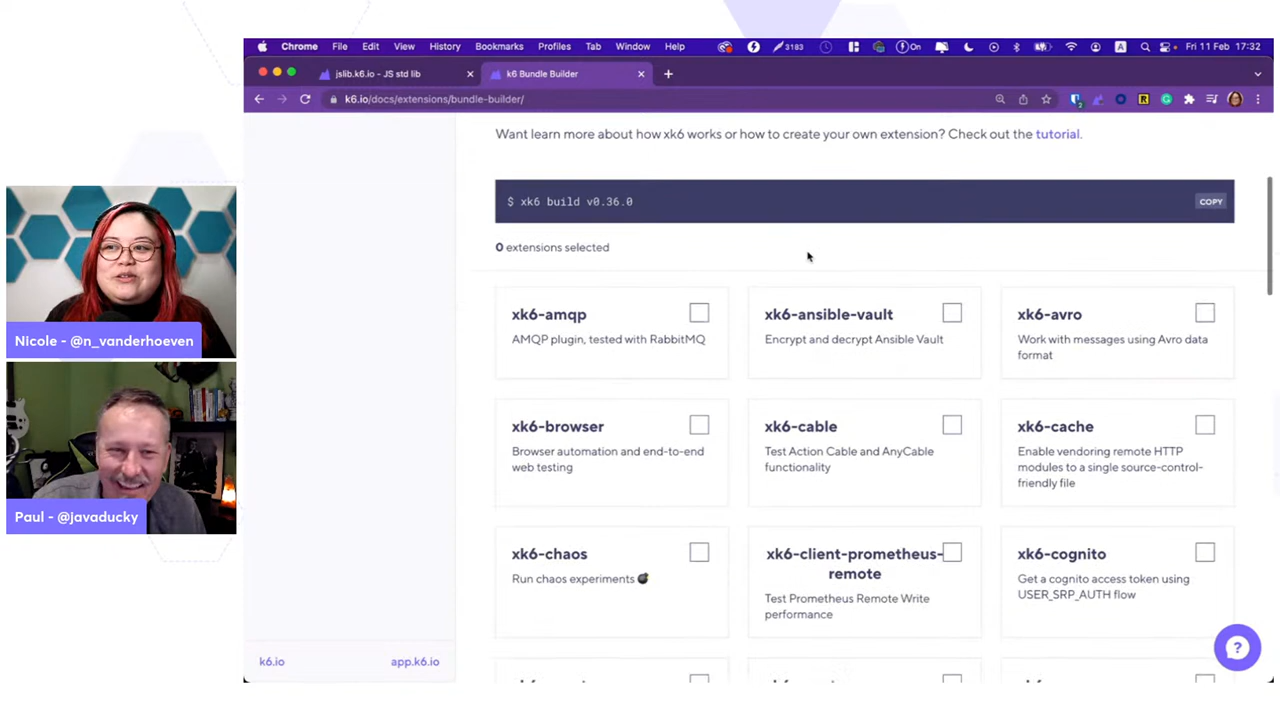 Chrome File Edit View History Bookmarks Profiles Tab Window Help 3183 On A Fri 11 Feb 17:32
jslib.k6.io - JS std lib
k6 Bundle Builder
k6.io/docs/extensions/bundle-builder/
Want learn more about how xk6 works or how to create your own extension? Check out the tutorial.
$ xk6 build v0.36.0
COPY
0 extensions selected
xk6-amqp
AMQP plugin, tested with RabbitMQ
xk6-ansible-vault
Encrypt and decrypt Ansible Vault
xk6-avro
Work with messages using Avro data
format
xk6-browser
Browser automation and end-to-end
web testing
xk6-cable
Test Action Cable and AnyCable
functionality
xk6-cache
Enable vendoring remote HTTP
modules to a single source-control-
friendly file
xk6-chaos
Run chaos experiments 💣
xk6-client-prometheus-
remote
Test Prometheus Remote Write
performance
xk6-cognito
Get a cognito access token using
USER_SRP_AUTH flow
k6.io
app.k6.io
Nicole - @n_vanderhoeven
Paul - @javaducky